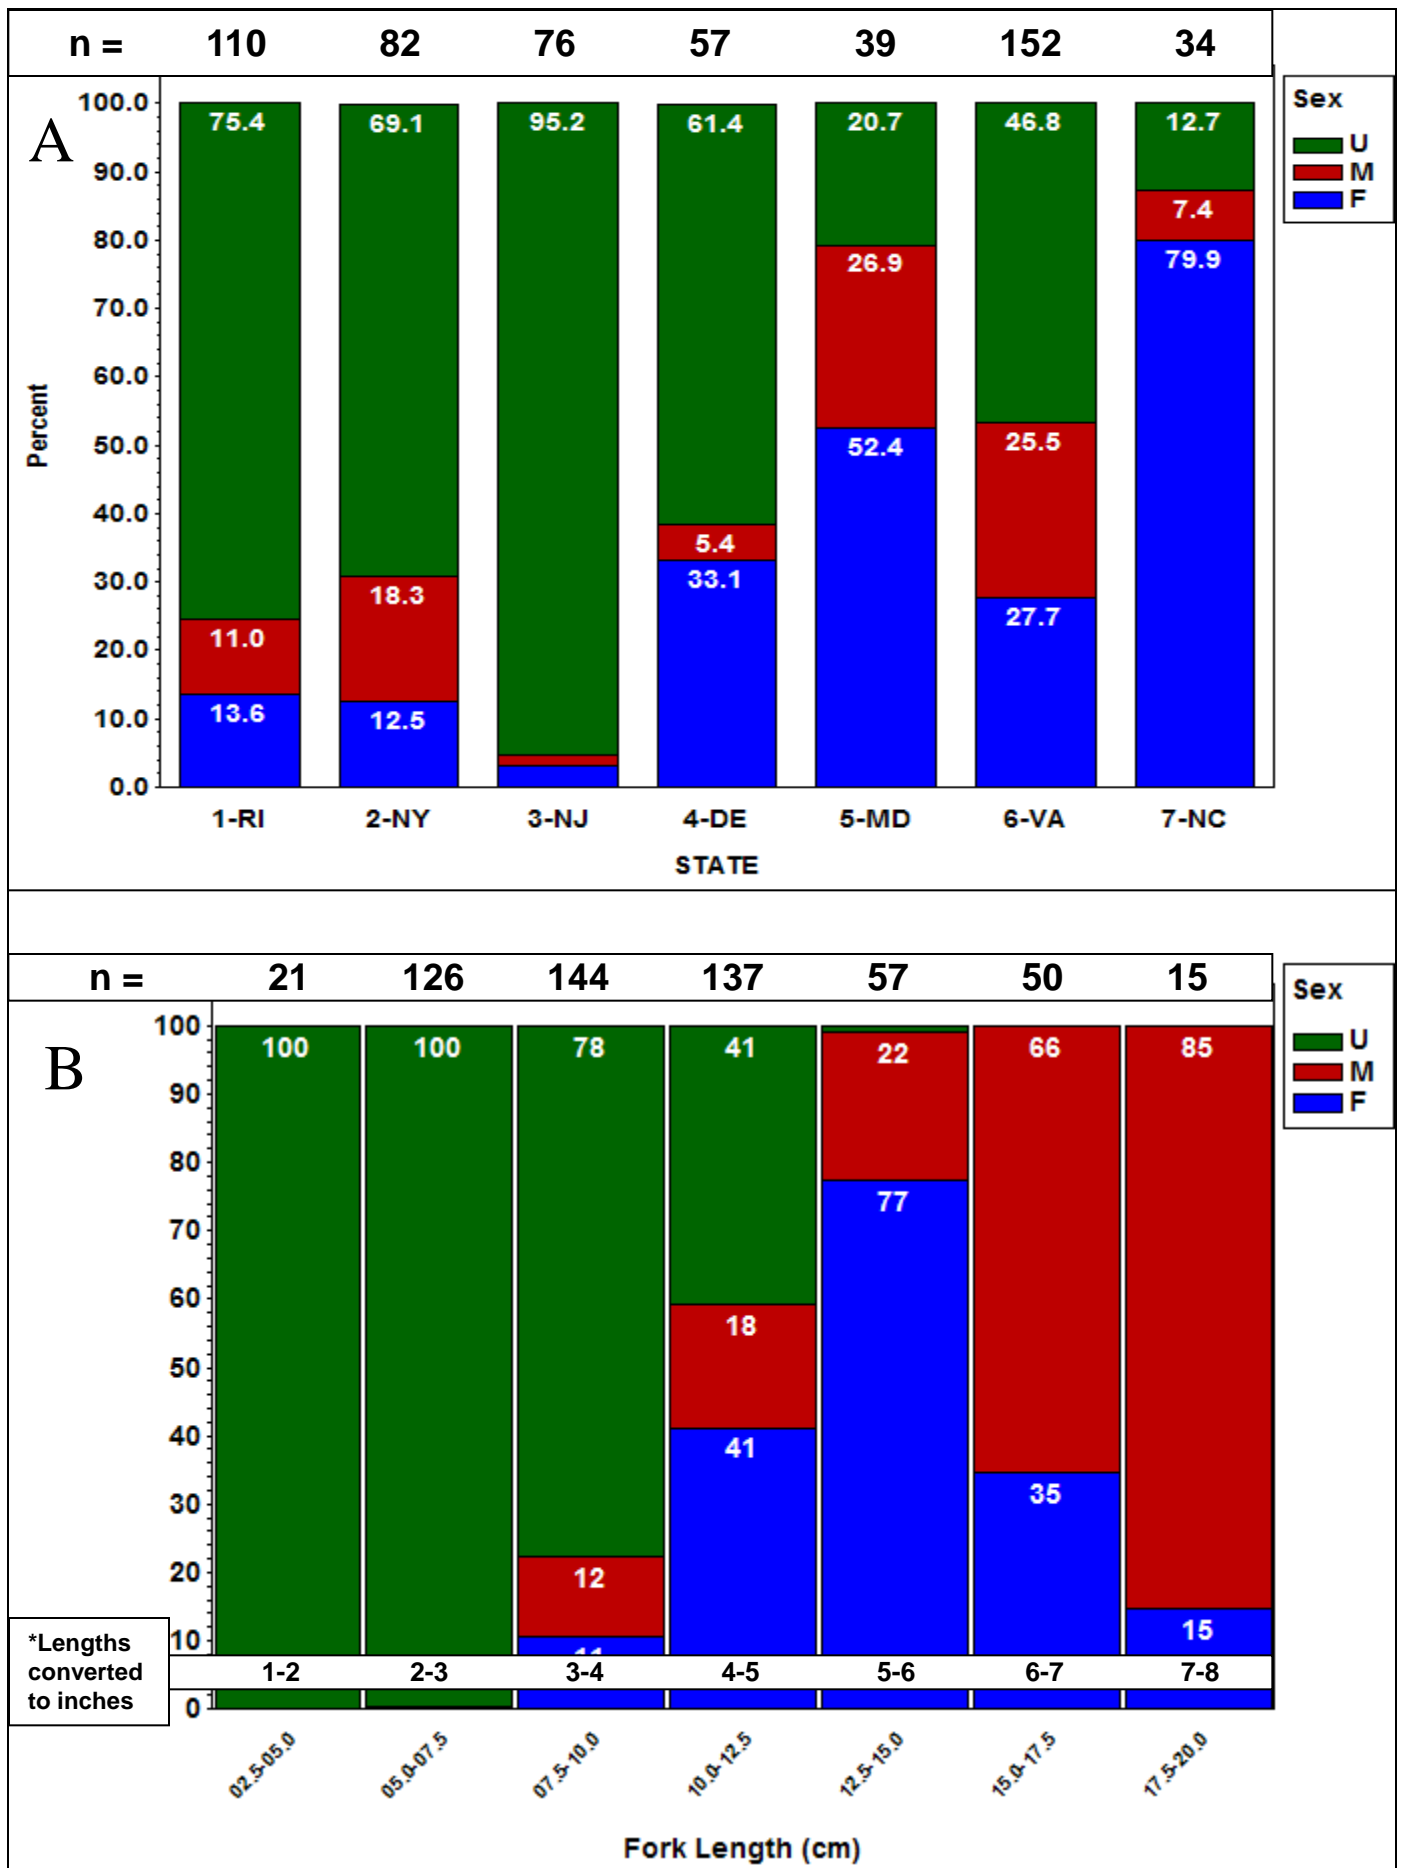 n = 110 82 76 57 39 152 34
A
Sex
U
M
F
Percent
100.0
90.0
80.0
70.0
60.0
50.0
40.0
30.0
20.0
10.0
0.0
75.4 69.1 95.2 61.4 20.7 46.8 12.7
11.0 18.3 5.4 26.9 25.5 7.4
13.6 12.5 33.1 52.4 27.7 79.9
1-RI 2-NY 3-NJ 4-DE 5-MD 6-VA 7-NC
STATE
n = 21 126 144 137 57 50 15
B
Sex
U
M
F
100
90
80
70
60
50
40
30
20
10
0
100 100 78 41 22 66 85
12 18 77 35 15
11 41
*Lengths
converted
to inches
1-2 2-3 3-4 4-5 5-6 6-7 7-8
02.5-05.0 05.0-07.5 07.5-10.0 10.0-12.5 12.5-15.0 15.0-17.5 17.5-20.0
Fork Length (cm)